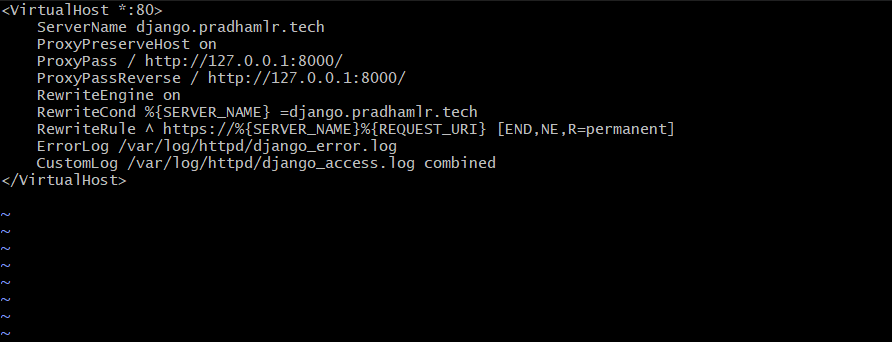 <VirtualHost *:80>
    ServerName django.pradhamlr.tech
    ProxyPreserveHost on
    ProxyPass / http://127.0.0.1:8000/
    ProxyPassReverse / http://127.0.0.1:8000/
    RewriteEngine on
    RewriteCond %{SERVER_NAME} =django.pradhamlr.tech
    RewriteRule ^ https://%{SERVER_NAME}%{REQUEST_URI} [END,NE,R=permanent]
    ErrorLog /var/log/httpd/django_error.log
    CustomLog /var/log/httpd/django_access.log combined
</VirtualHost>
~
~
~
~
~
~
~
~